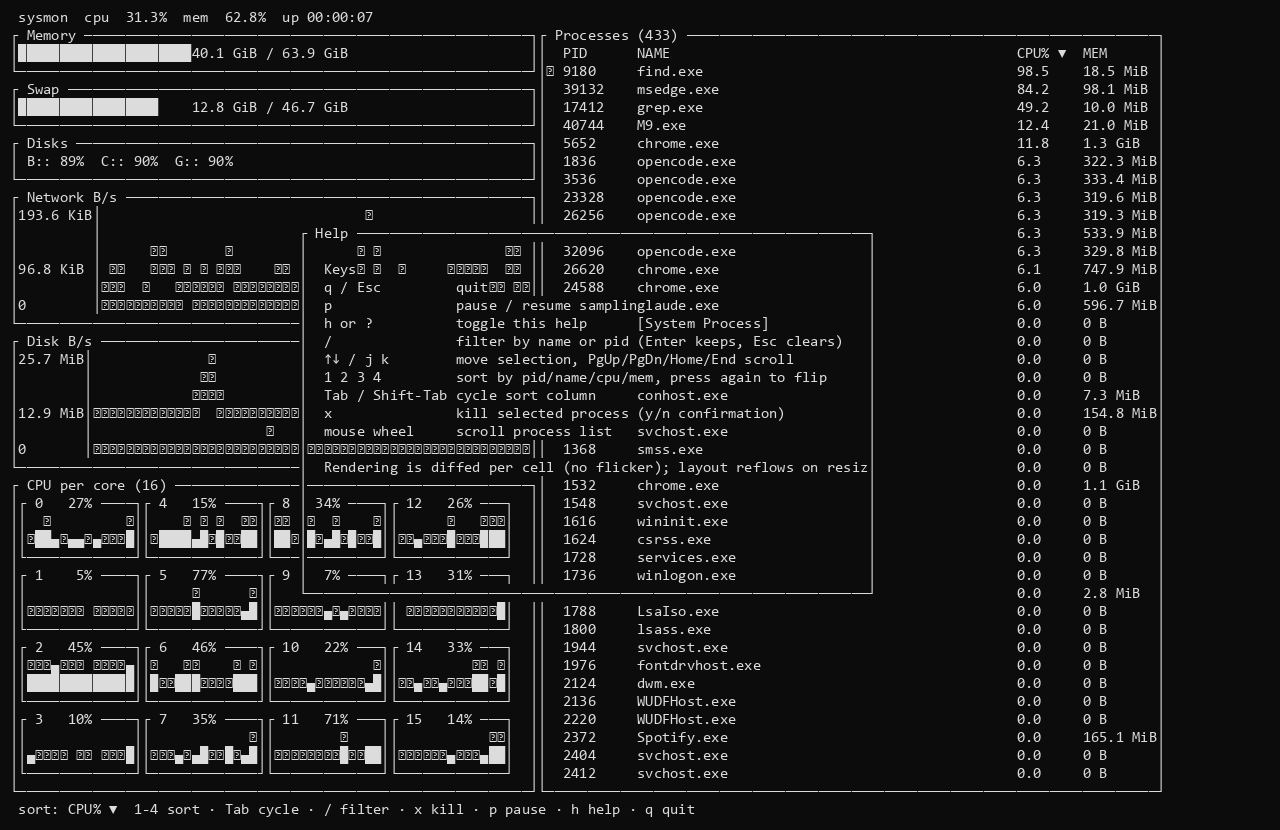 sysmon cpu 31.3% mem 62.8% up 00:00:07
Memory
40.1 GiB / 63.9 GiB
Swap
12.8 GiB / 46.7 GiB
Disks
B:: 89% C:: 90% G:: 90%
Network B/s
193.6 KiB
96.8 KiB
0
Disk B/s
25.7 MiB
12.9 MiB
0
CPU per core (16)
0 27% 4 15% 8 34% 12 26%
1 5% 5 77% 9 7% 13 31%
2 45% 6 46% 10 22% 14 33%
3 10% 7 35% 11 71% 15 14%
Help
Keys
q / Esc quit
p pause / resume sampling
h or ? toggle this help
/ filter by name or pid (Enter keeps, Esc clears)
↑↓ / j k move selection, PgUp/PgDn/Home/End scroll
1 2 3 4 sort by pid/name/cpu/mem, press again to flip
Tab / Shift-Tab cycle sort column
x kill selected process (y/n confirmation)
mouse wheel scroll process list
Rendering is diffed per cell (no flicker); layout reflows on resiz
Processes (433)
PID NAME CPU% ▼ MEM
9180 find.exe 98.5 18.5 MiB
39132 msedge.exe 84.2 98.1 MiB
17412 grep.exe 49.2 10.0 MiB
40744 M9.exe 12.4 21.0 MiB
5652 chrome.exe 11.8 1.3 GiB
1836 opencode.exe 6.3 322.3 MiB
3536 opencode.exe 6.3 333.4 MiB
23328 opencode.exe 6.3 319.6 MiB
26256 opencode.exe 6.3 319.3 MiB
6.3 533.9 MiB
32096 opencode.exe 6.3 329.8 MiB
26620 chrome.exe 6.1 747.9 MiB
24588 chrome.exe 6.0 1.0 GiB
laude.exe 6.0 596.7 MiB
[System Process] 0.0 0 B
0.0 0 B
0.0 0 B
0.0 0 B
conhost.exe 0.0 7.3 MiB
0.0 154.8 MiB
svchost.exe 0.0 0 B
1368 smss.exe 0.0 0 B
0.0 0 B
1532 chrome.exe 0.0 1.1 GiB
1548 svchost.exe 0.0 0 B
1616 wininit.exe 0.0 0 B
1624 csrss.exe 0.0 0 B
1728 services.exe 0.0 0 B
1736 winlogon.exe 0.0 0 B
0.0 2.8 MiB
1788 LsaIso.exe 0.0 0 B
1800 lsass.exe 0.0 0 B
1944 svchost.exe 0.0 0 B
1976 fontdrvhost.exe 0.0 0 B
2124 dwm.exe 0.0 0 B
2136 WUDFHost.exe 0.0 0 B
2220 WUDFHost.exe 0.0 0 B
2372 Spotify.exe 0.0 165.1 MiB
2404 svchost.exe 0.0 0 B
2412 svchost.exe 0.0 0 B
sort: CPU% ▼ 1-4 sort · Tab cycle · / filter · x kill · p pause · h help · q quit